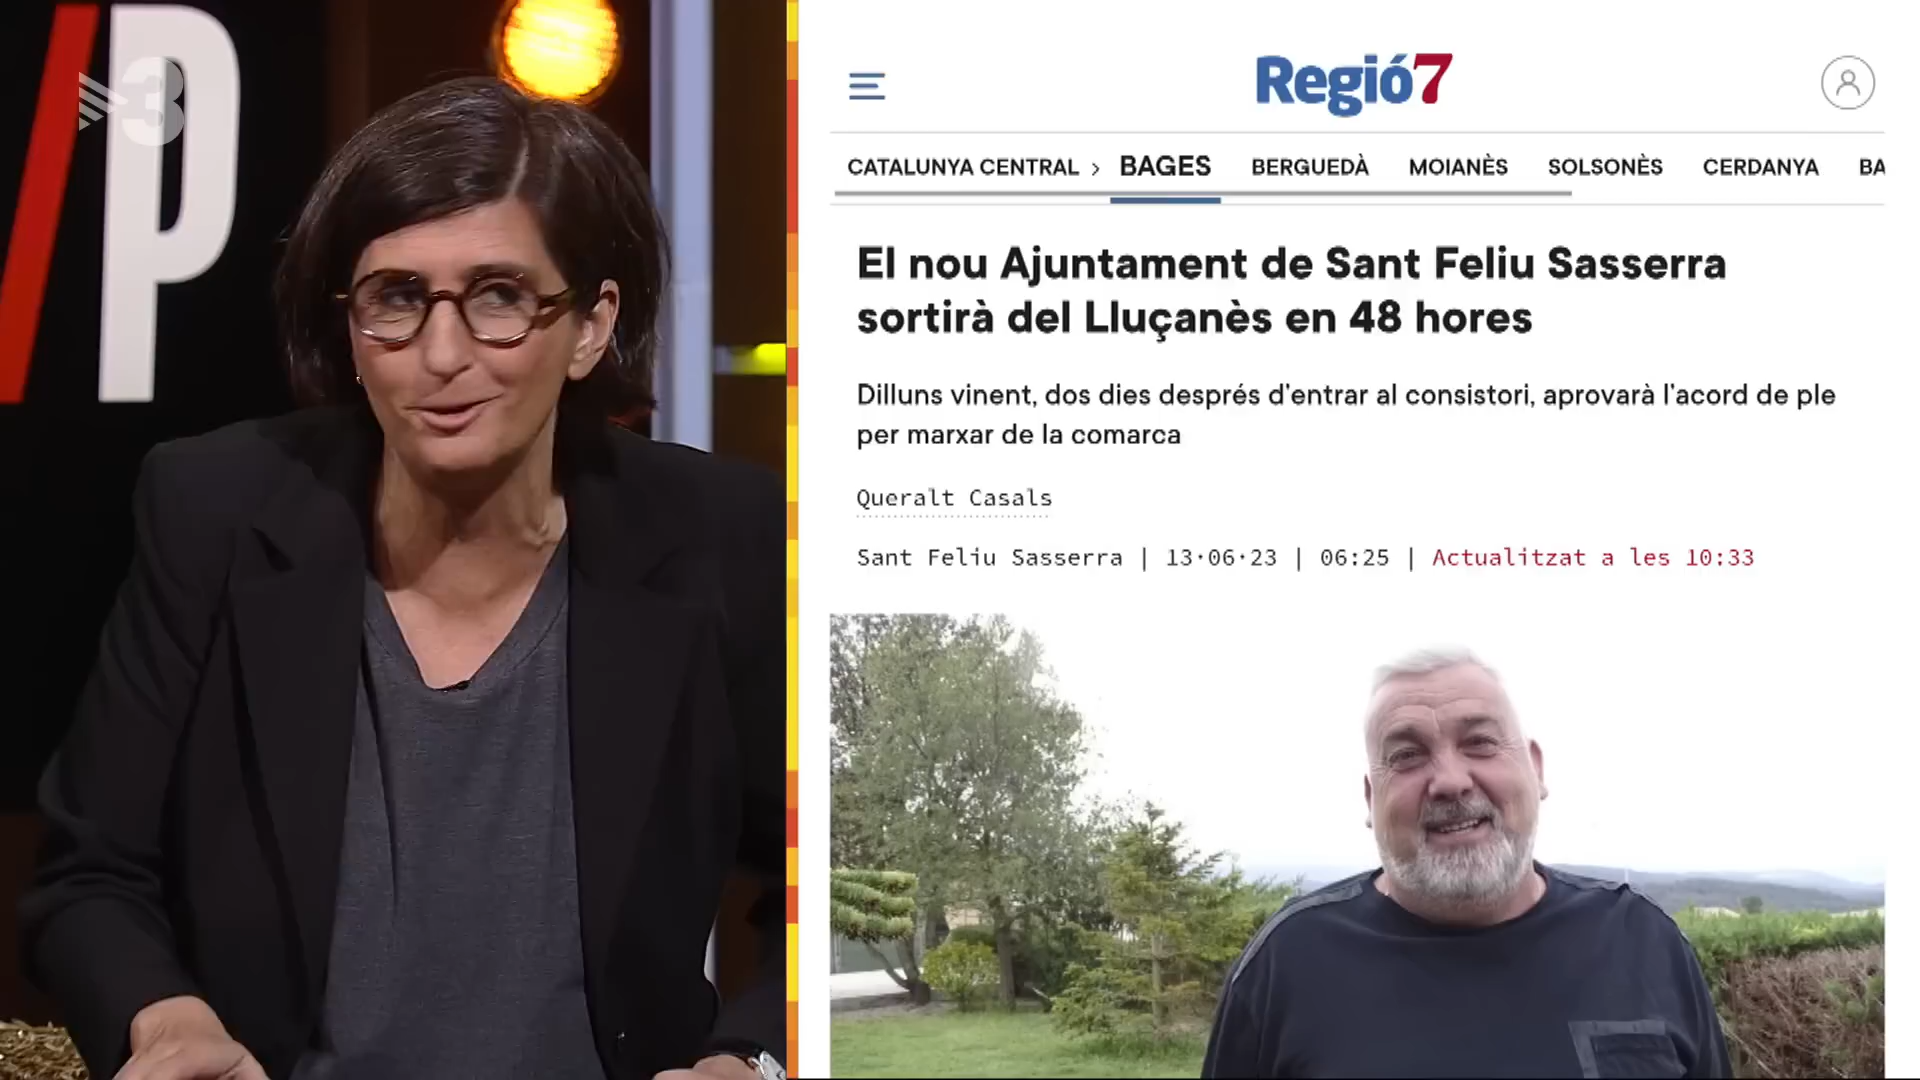 /P
3
Regió7
CATALUNYA CENTRAL > BAGES BERGUEDÀ MOIANÈS SOLSONÈS CERDANYA BA
El nou Ajuntament de Sant Feliu Sasserra
sortirà del Lluçanès en 48 hores
Dilluns vinent, dos dies després d'entrar al consistori, aprovarà l'acord de ple
per marxar de la comarca
Queralt Casals
Sant Feliu Sasserra | 13·06·23 | 06:25 | Actualitzat a les 10:33